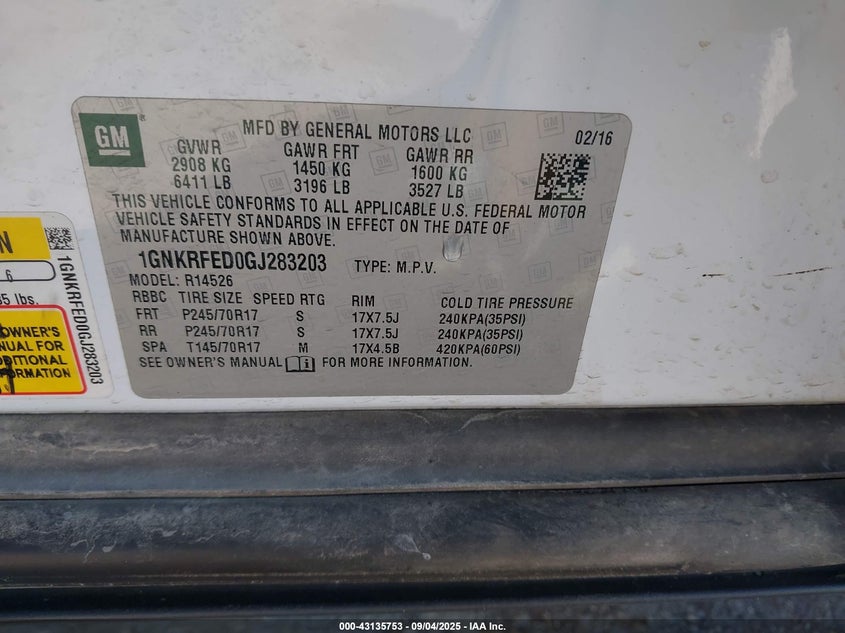 GM
MFD BY GENERAL MOTORS LLC
02/16
GVWR GAWR FRT GAWR RR
2908 KG 1450 KG 1600 KG
6411 LB 3196 LB 3527 LB
THIS VEHICLE CONFORMS TO ALL APPLICABLE U.S. FEDERAL MOTOR
VEHICLE SAFETY STANDARDS IN EFFECT ON THE DATE OF
MANUFACTURE SHOWN ABOVE.
1GNKRFED0GJ283203 TYPE: M.P.V.
MODEL: R14526
RBBC TIRE SIZE SPEED RTG RIM COLD TIRE PRESSURE
FRT P245/70R17 S 17X7.5J 240KPA(35PSI)
RR P245/70R17 S 17X7.5J 240KPA(35PSI)
SPA T145/70R17 M 17X4.5B 420KPA(60PSI)
SEE OWNER'S MANUAL FOR MORE INFORMATION.
N
6
5 lbs.
OWNER'S
FOR
1GNKRFED0GJ283203
000-43135753 - 09/04/2025 - IAA Inc.